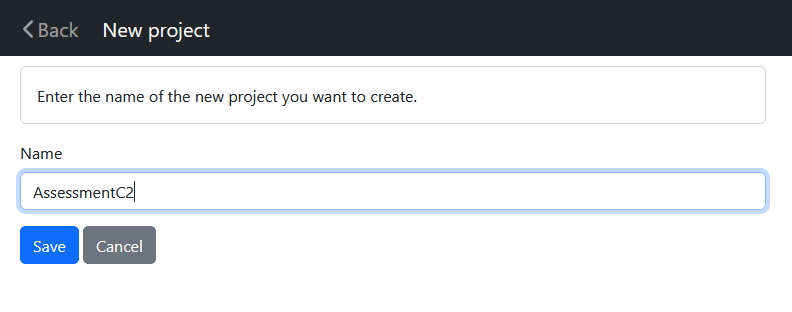 Back New project
Enter the name of the new project you want to create.
Name
AssessmentC2
Save Cancel